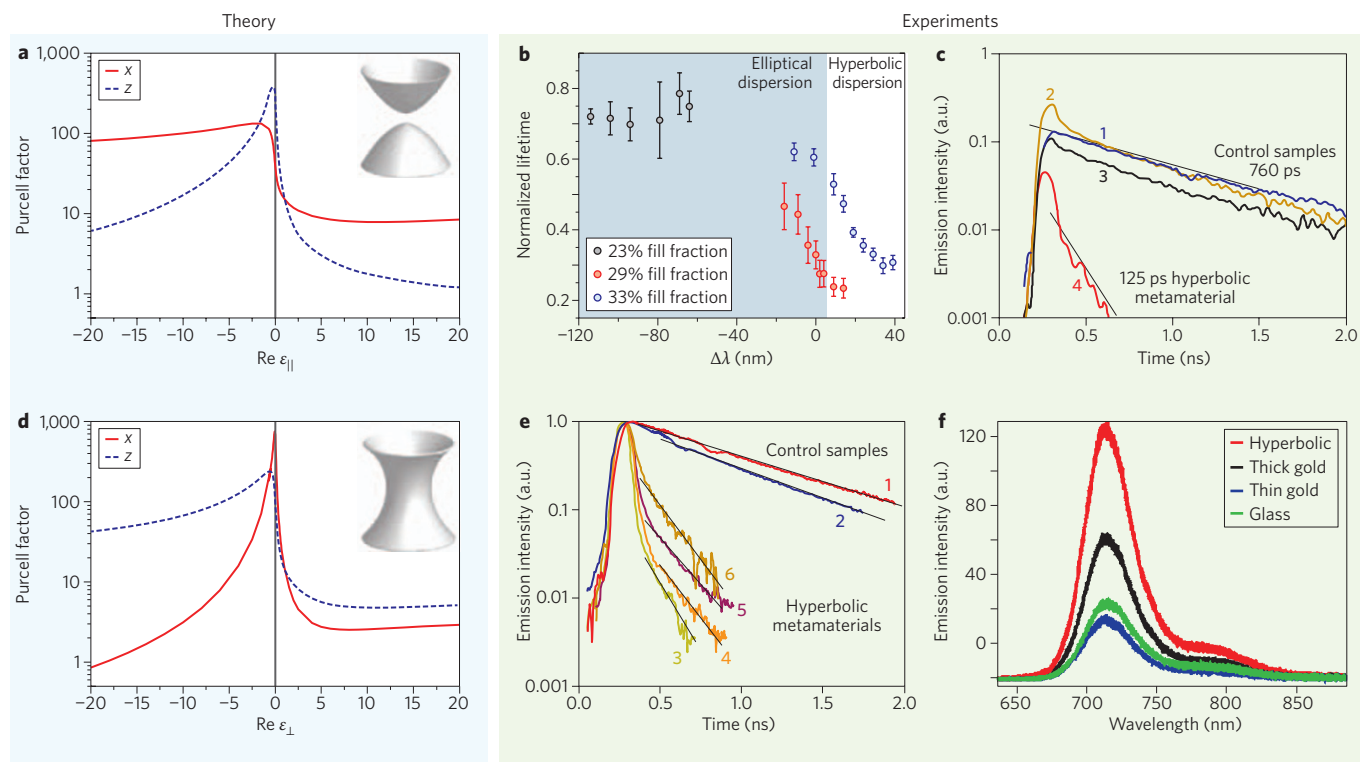 Theory
Experiments
a
1,000
100
10
1
Purcell factor
X
Z
−20 −15 −10 −5 0 5 10 15 20
Re ε||
b
0.8
0.6
0.4
0.2
Normalized lifetime
Elliptical dispersion
Hyperbolic dispersion
23% fill fraction
29% fill fraction
33% fill fraction
−120 −80 −40 0 40
Δλ (nm)
c
1
0.1
0.01
0.001
Emission intensity (a.u.)
2
1
3
4
Control samples
760 ps
125 ps hyperbolic
metamaterial
0 0.5 1.0 1.5 2.0
Time (ns)
d
1,000
100
10
1
Purcell factor
X
Z
−20 −15 −10 −5 0 5 10 15 20
Re ε⊥
e
1.0
0.1
0.01
0.001
Emission intensity (a.u.)
Control samples
1
2
6
5
4
3
Hyperbolic
metamaterials
0.0 0.5 1.0 1.5 2.0
Time (ns)
f
120
80
40
0
Emission intensity (a.u.)
Hyperbolic
Thick gold
Thin gold
Glass
650 700 750 800 850
Wavelength (nm)